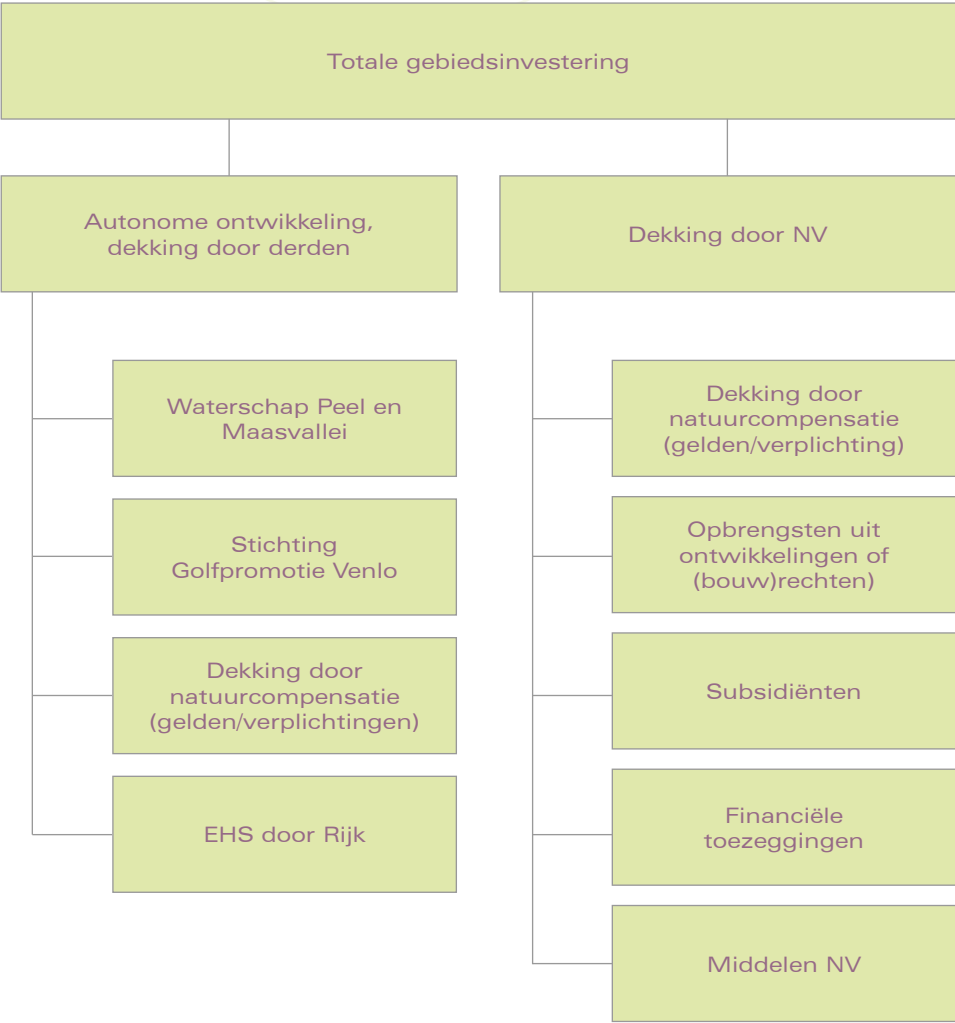 Totale gebiedsinvestering
Autonome ontwikkeling,
dekking door derden
Waterschap Peel en
Maasvallei
Stichting
Golfpromotie Venlo
Dekking door
natuurcompensatie
(gelden/verplichtingen)
EHS door Rijk
Dekking door NV
Dekking door
natuurcompensatie
(gelden/verplichting)
Opbrengsten uit
ontwikkelingen of
(bouw)rechten)
Subsidiënten
Financiële
toezeggingen
Middelen NV